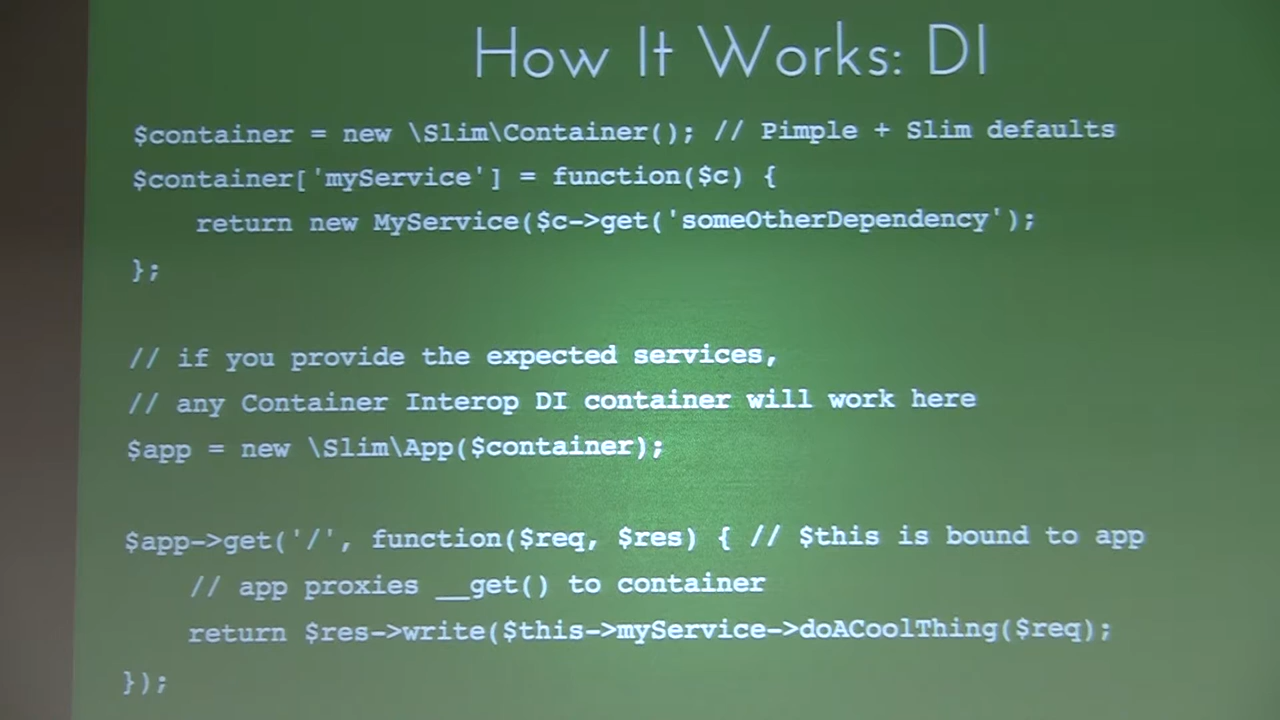 How It Works: DI
$container = new \Slim\Container(); // Pimple + Slim defaults
$container['myService'] = function($c) {
    return new MyService($c->get('someOtherDependency');
};
// if you provide the expected services,
// any Container Interop DI container will work here
$app = new \Slim\App($container);
$app->get('/', function($req, $res) { // $this is bound to app
    // app proxies __get() to container
    return $res->write($this->myService->doACoolThing($req);
});